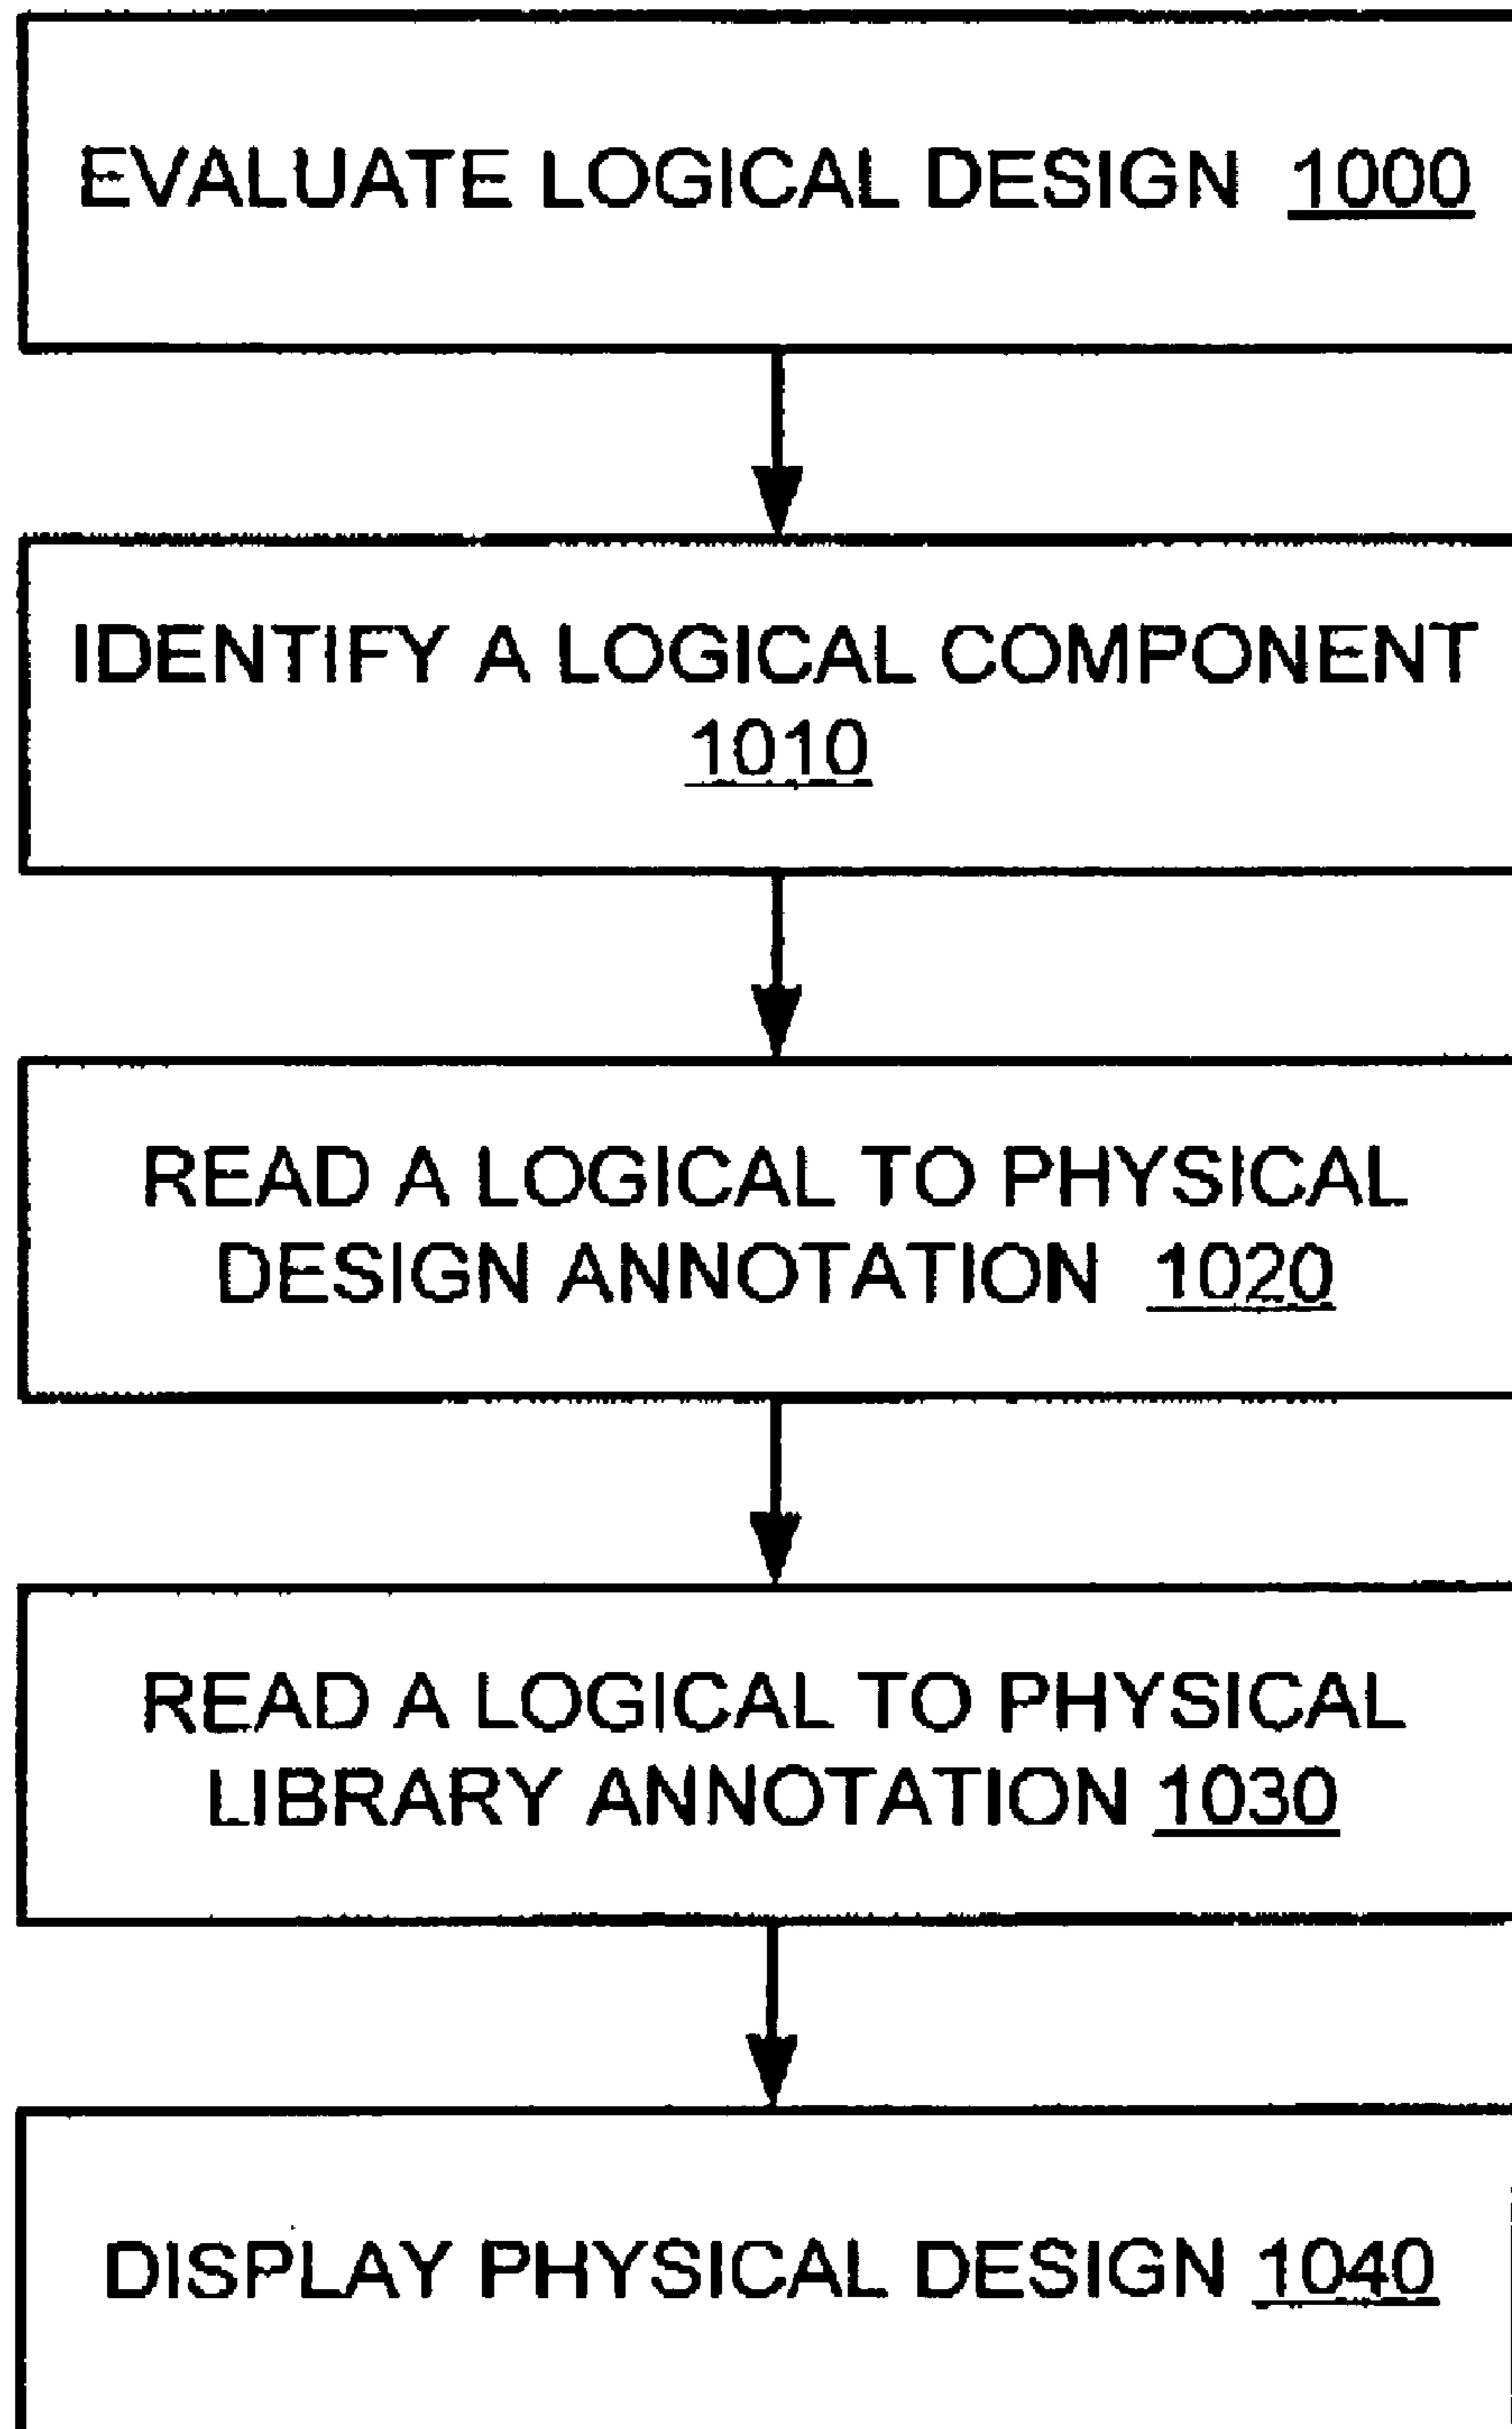 EVALUATE LOGICAL DESIGN 1000
IDENTIFY A LOGICAL COMPONENT
1010
READ A LOGICAL TO PHYSICAL
DESIGN ANNOTATION 1020
READ A LOGICAL TO PHYSICAL
LIBRARY ANNOTATION 1030
DISPLAY PHYSICAL DESIGN 1040